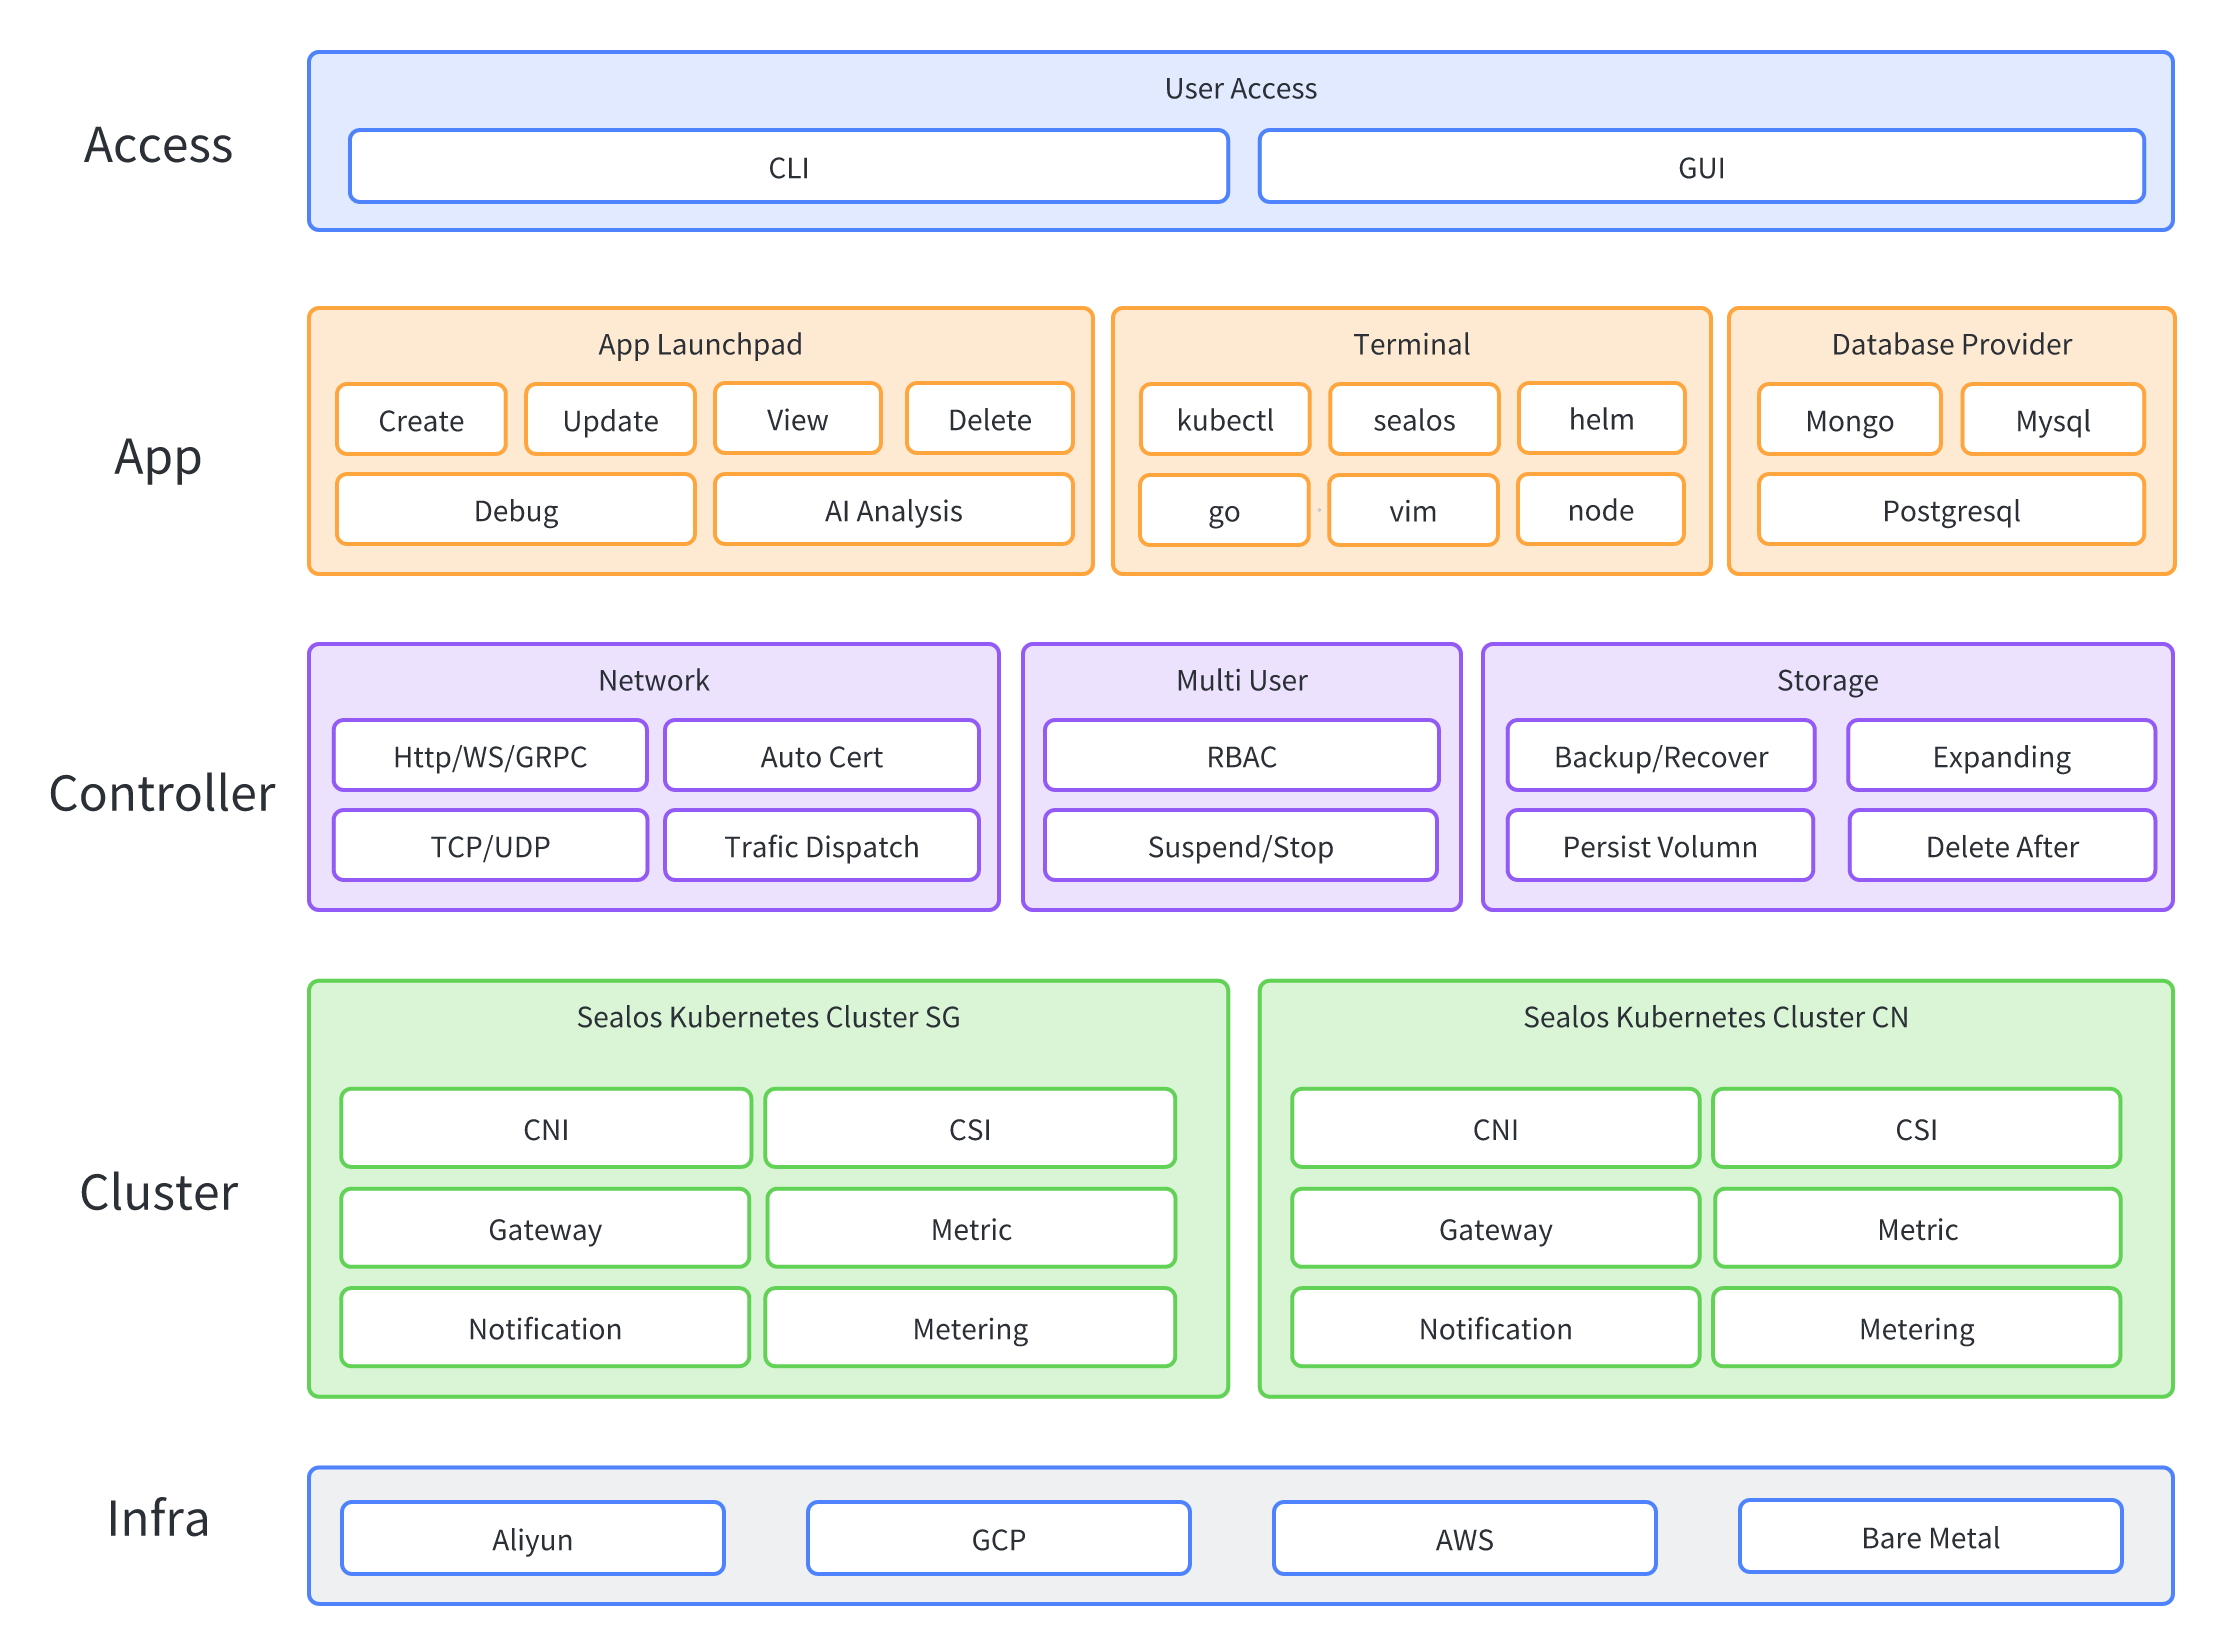 Access
User Access
CLI
GUI
App
App Launchpad
Create
Update
View
Delete
Debug
AI Analysis
Terminal
kubectl
sealos
helm
go
vim
node
Database Provider
Mongo
Mysql
Postgresql
Controller
Network
Http/WS/GRPC
Auto Cert
TCP/UDP
Trafic Dispatch
Multi User
RBAC
Suspend/Stop
Storage
Backup/Recover
Expanding
Persist Volumn
Delete After
Cluster
Sealos Kubernetes Cluster SG
CNI
CSI
Gateway
Metric
Notification
Metering
Sealos Kubernetes Cluster CN
CNI
CSI
Gateway
Metric
Notification
Metering
Infra
Aliyun
GCP
AWS
Bare Metal